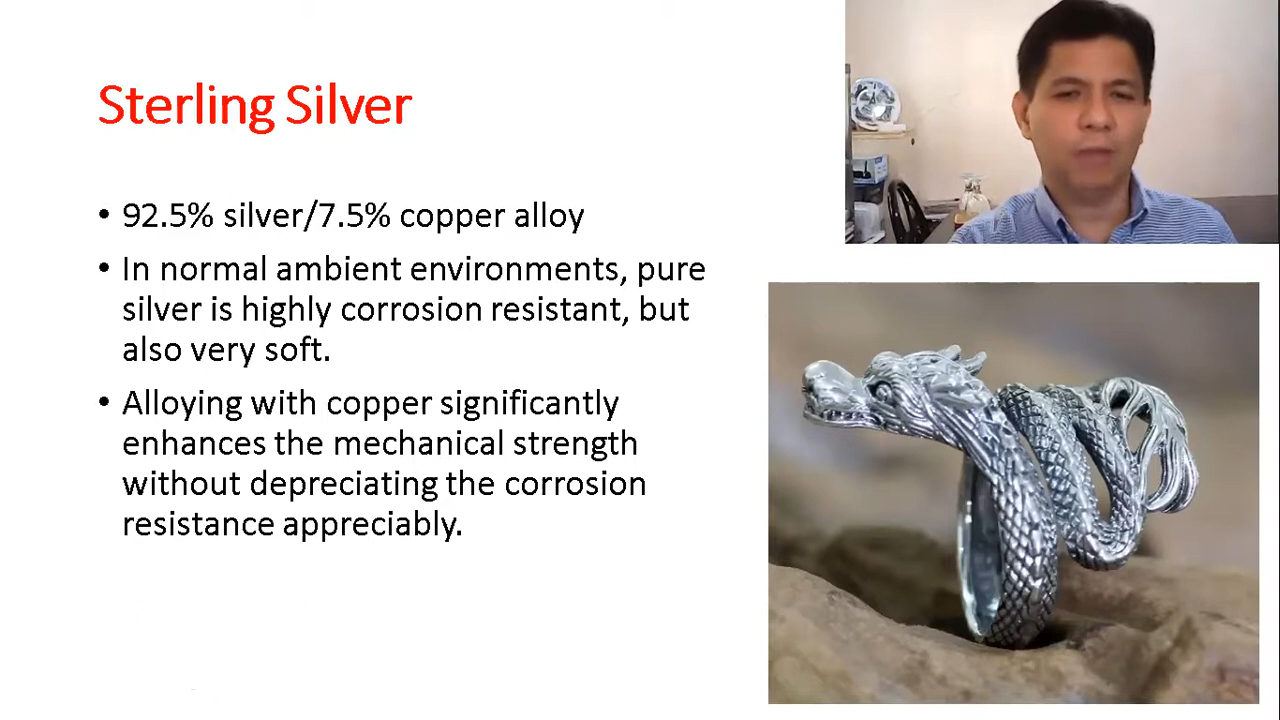 Sterling Silver
• 92.5% silver/7.5% copper alloy
• In normal ambient environments, pure
silver is highly corrosion resistant, but
also very soft.
• Alloying with copper significantly
enhances the mechanical strength
without depreciating the corrosion
resistance appreciably.